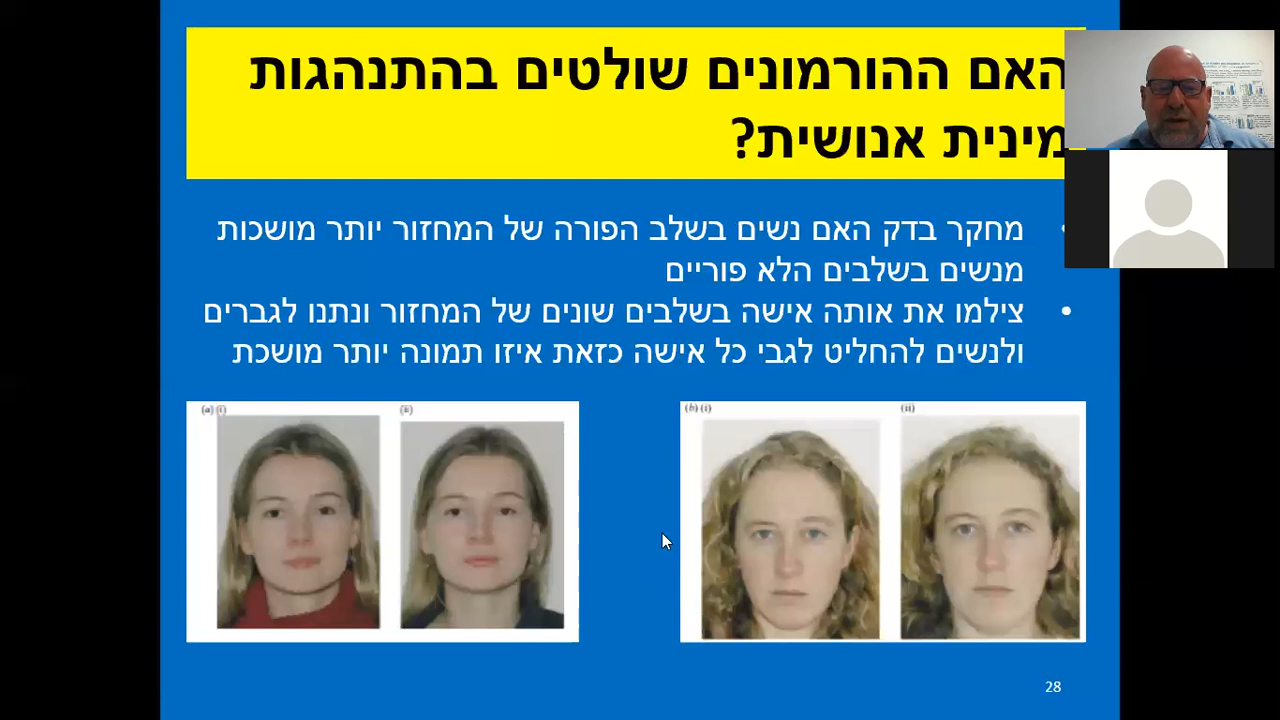 האם ההורמונים שולטים בהתנהגות
מינית אנושית?
• מחקר בדק האם נשים בשלב הפורה של המחזור יותר מושכות
מנשים בשלבים הלא פוריים
• צילמו את אותה אישה בשלבים שונים של המחזור ונתנו לגברים
ולנשים להחליט לגבי כל אישה כזאת איזו תמונה יותר מושכת
(a) (i)
(ii)
(b) (i)
(ii)
28